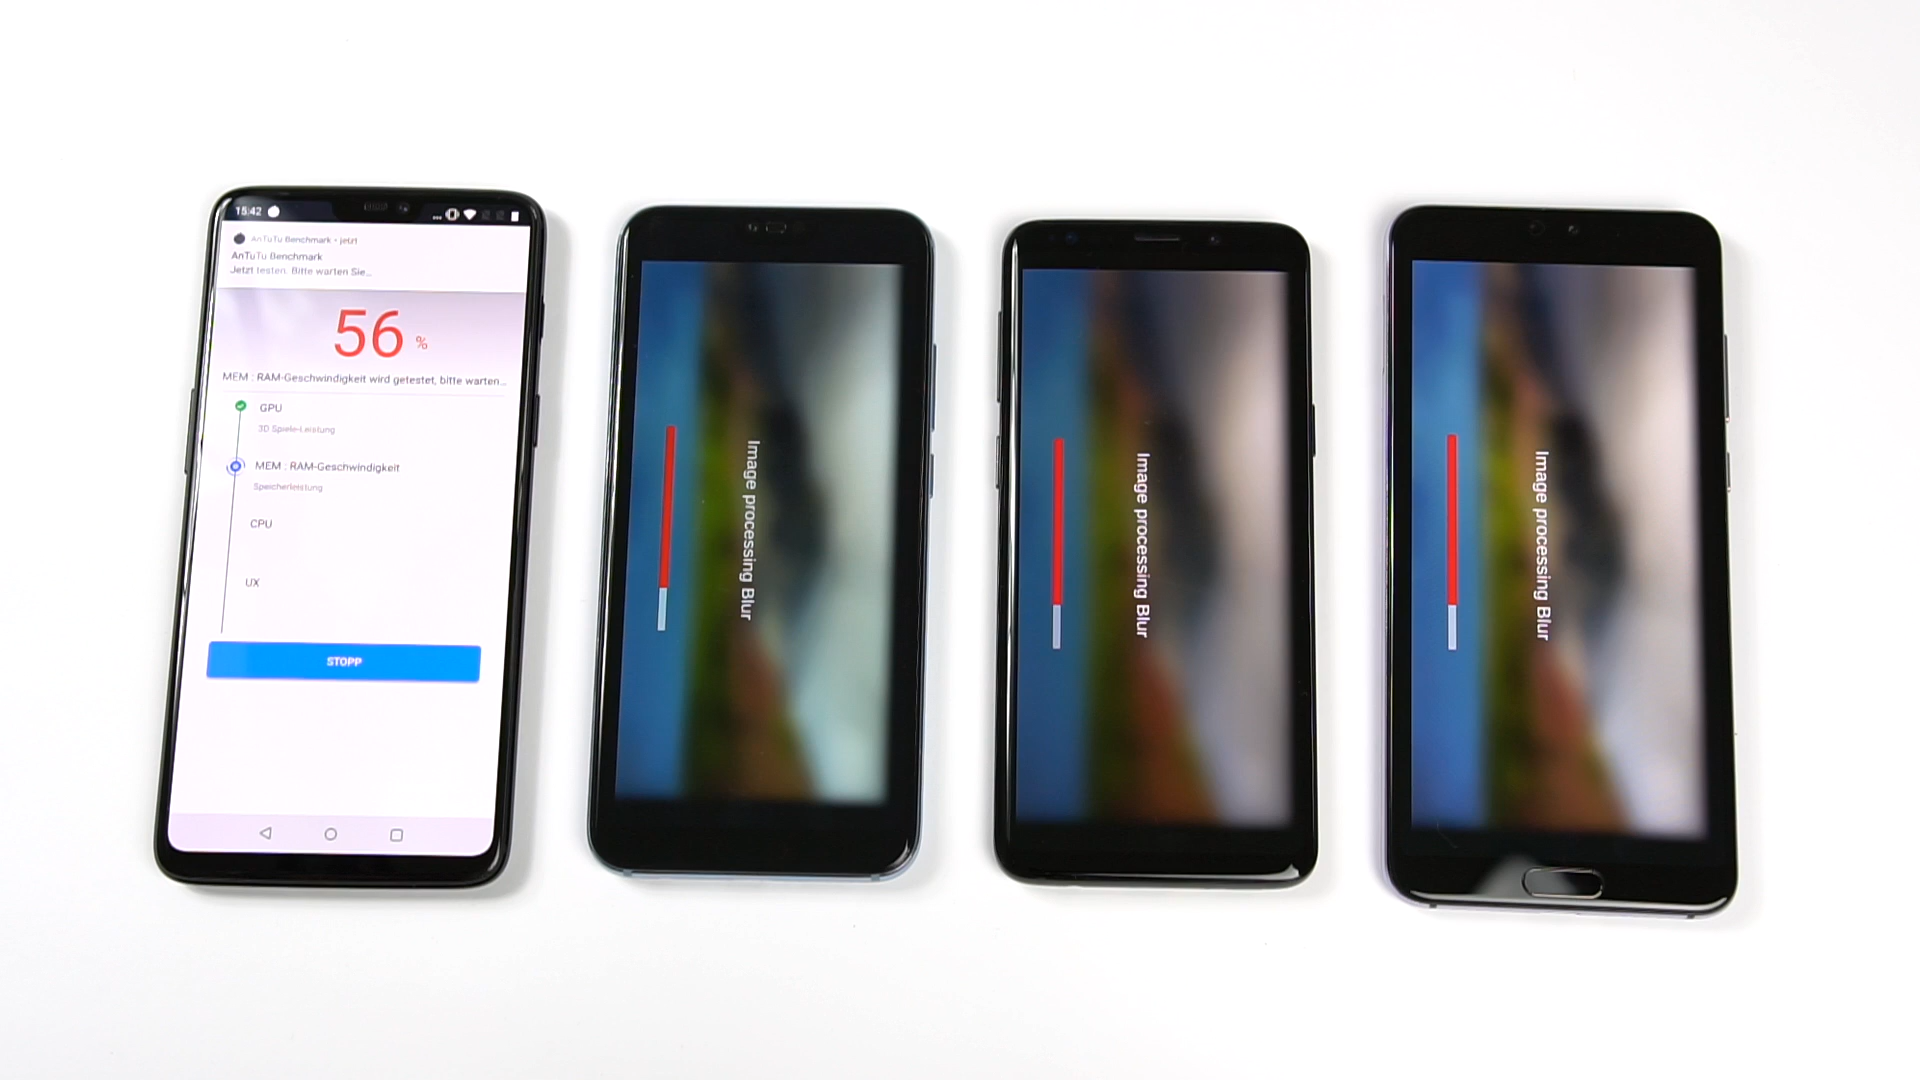 15:42
AnTuTu Benchmark • jetzt
AnTuTu Benchmark
Jetzt testen. Bitte warten Sie...
56 %
MEM : RAM-Geschwindigkeit wird getestet, bitte warten...
GPU
3D Spiele-Leistung
MEM : RAM-Geschwindigkeit
Speicherleistung
CPU
UX
STOPP
Image processing Blur
Image processing Blur
Image processing Blur